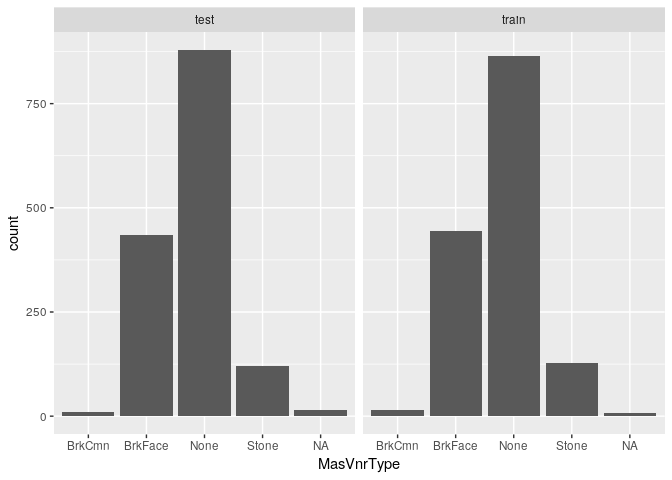 test train
count
750
500
250
0
BrkCmn BrkFace None Stone NA BrkCmn BrkFace None Stone NA
MasVnrType